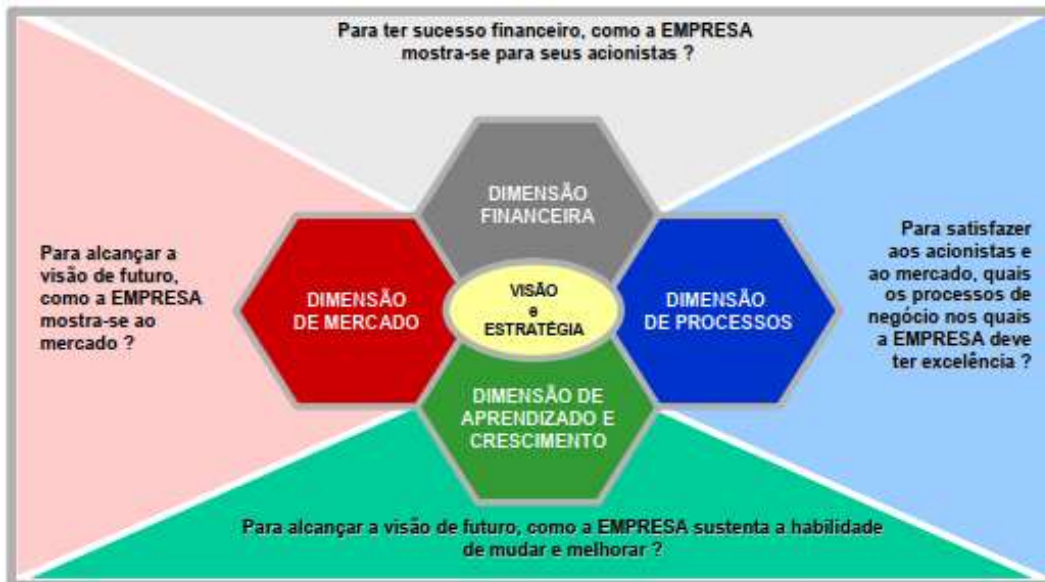 Para ter sucesso financeiro, como a EMPRESA
mostra-se para seus acionistas ?
DIMENSÃO
FINANCEIRA
Para alcançar a
visão de futuro,
como a EMPRESA
mostra-se ao
mercado ?
DIMENSÃO
DE MERCADO
VISÃO
e
ESTRATÉGIA
DIMENSÃO
DE PROCESSOS
Para satisfazer
aos acionistas e
ao mercado, quais
os processos de
negócio nos quais
a EMPRESA deve
ter excelência ?
DIMENSÃO DE
APRENDIZADO E
CRESCIMENTO
Para alcançar a visão de futuro, como a EMPRESA sustenta a habilidade
de mudar e melhorar ?